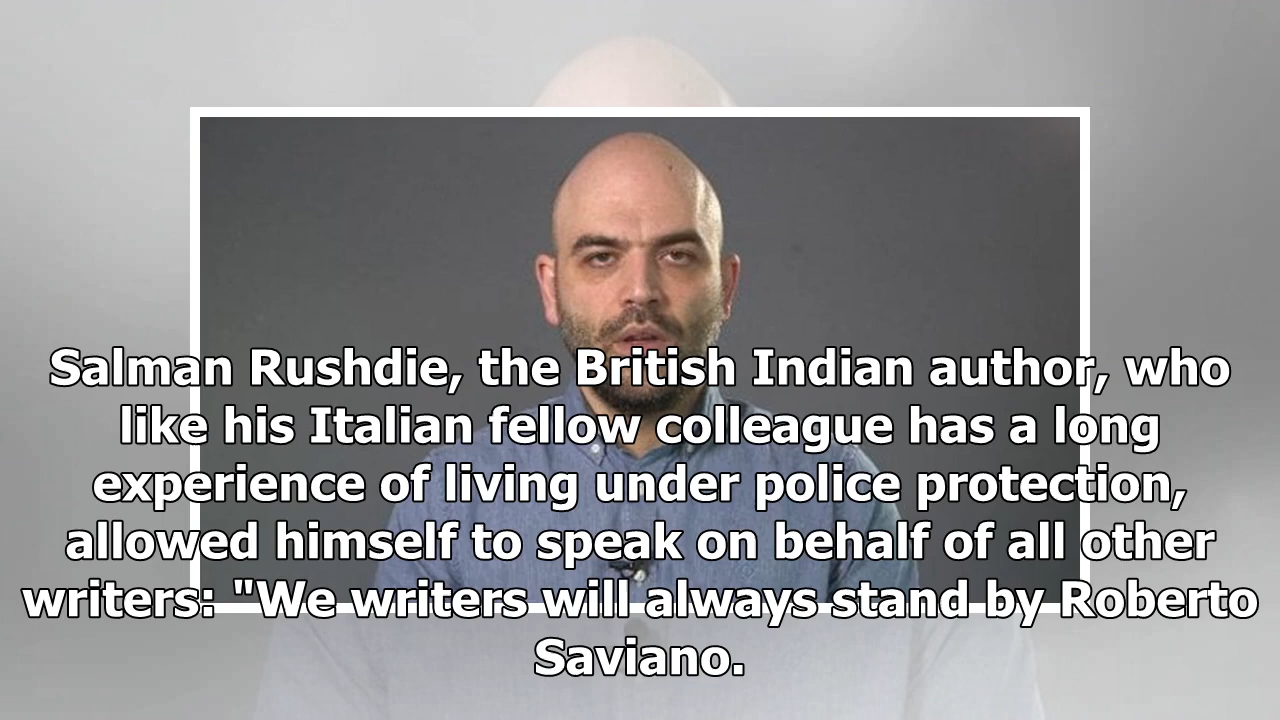 Salman Rushdie, the British Indian author, who
like his Italian fellow colleague has a long
experience of living under police protection,
allowed himself to speak on behalf of all other
writers: "We writers will always stand by Roberto
Saviano.